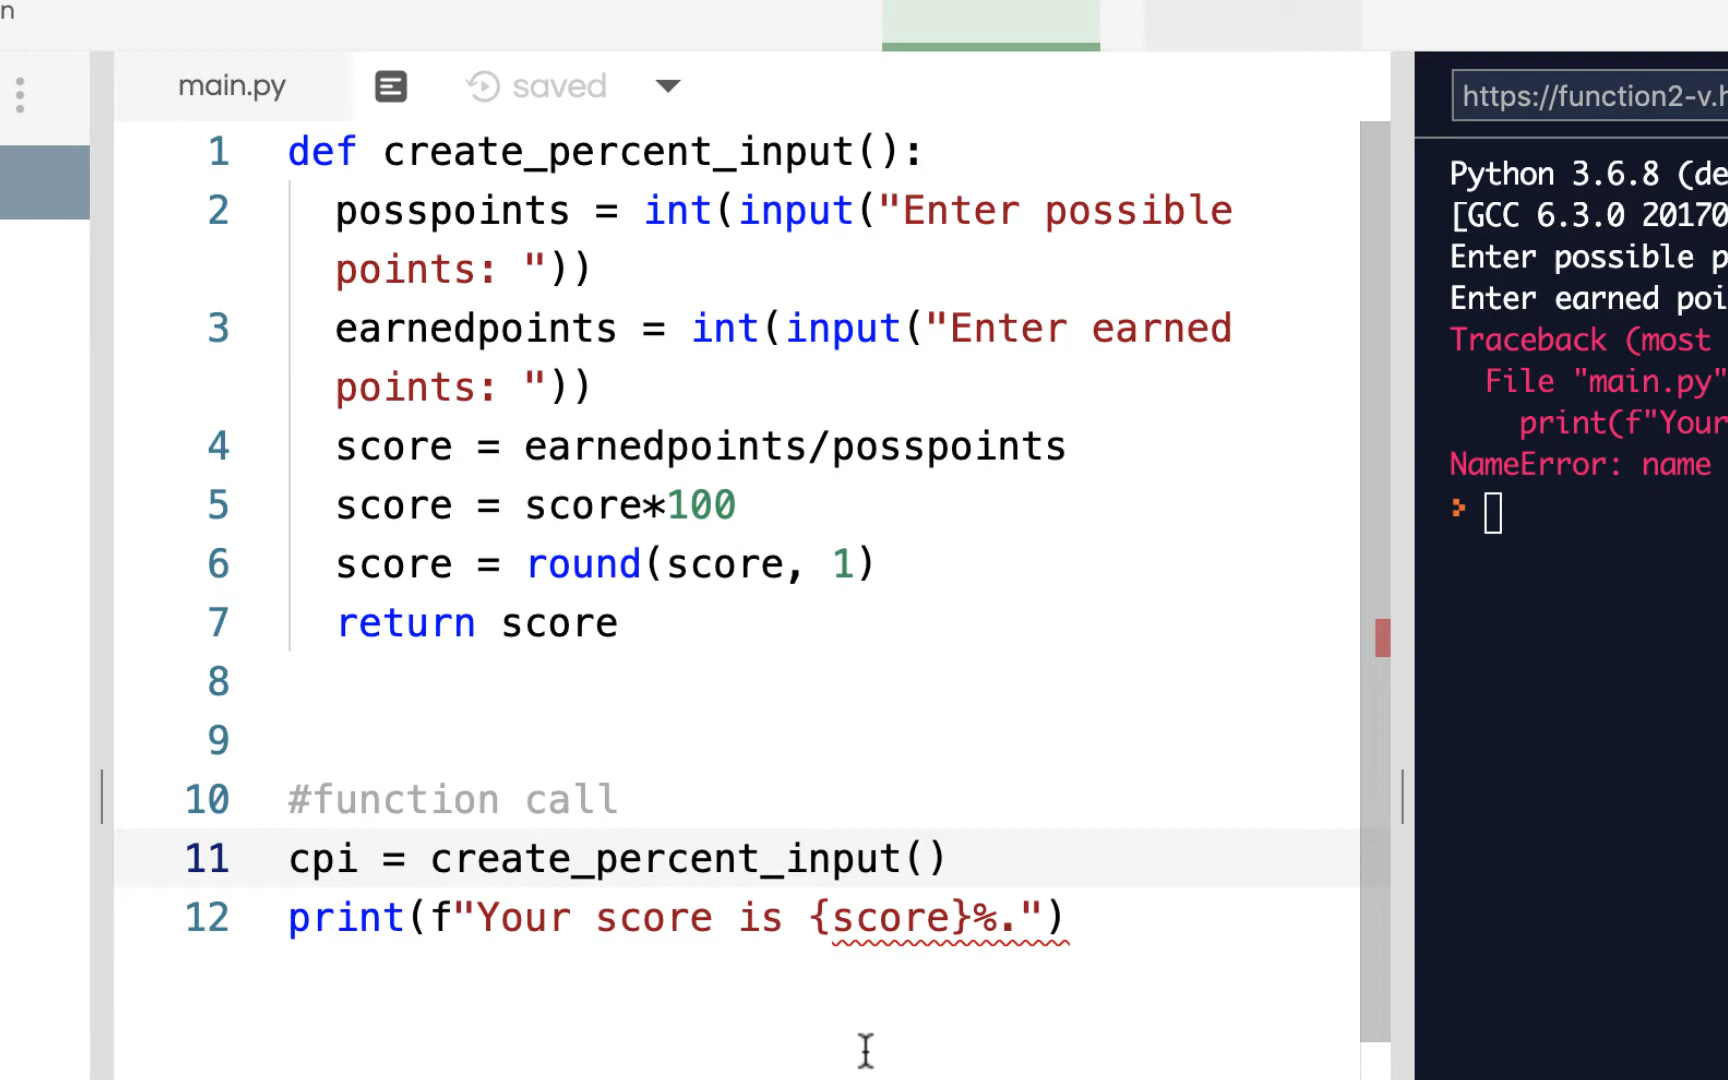 n
main.py
saved
1 def create_percent_input():
2 posspoints = int(input("Enter possible
points: "))
3 earnedpoints = int(input("Enter earned
points: "))
4 score = earnedpoints/posspoints
5 score = score*100
6 score = round(score, 1)
7 return score
8
9
10 #function call
11 cpi = create_percent_input()
12 print(f"Your score is {score}%.")
https://function2-v.h
Python 3.6.8 (de
[GCC 6.3.0 20170
Enter possible p
Enter earned poi
Traceback (most
File "main.py"
print(f"Your
NameError: name